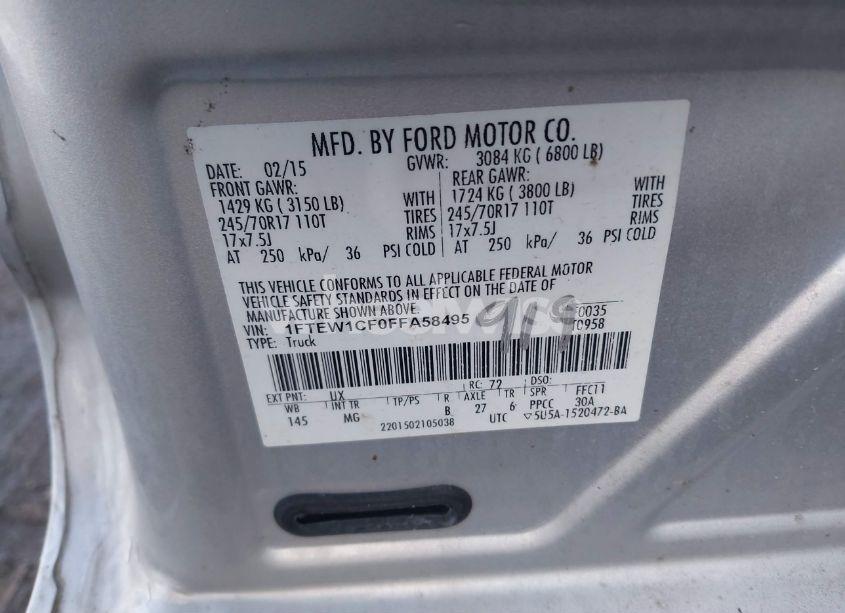 MFD. BY FORD MOTOR CO.
DATE: 02/15 GVWR: 3084 KG ( 6800 LB)
FRONT GAWR: REAR GAWR:
1429 KG ( 3150 LB) WITH 1724 KG ( 3800 LB) WITH
245/70R17 110T TIRES 245/70R17 110T TIRES
17x7.5J RIMS 17x7.5J RIMS
AT 250 kPa/ 36 PSI COLD AT 250 kPa/ 36 PSI COLD
THIS VEHICLE CONFORMS TO ALL APPLICABLE FEDERAL MOTOR
VEHICLE SAFETY STANDARDS IN EFFECT ON THE DATE OF
MANUFACTURE SHOWN ABOVE.
VIN: 1FTEW1CF0FFA58495 959 F0035
TYPE: Truck 0958
EXT PNT: UX RC: 72 DSO:
WB INT TR TP/PS R AXLE TR SPR FFC11
145 MG B 27 6 PPCC 30A
2201502105038 UTC ▽5U5A-1520472-BA